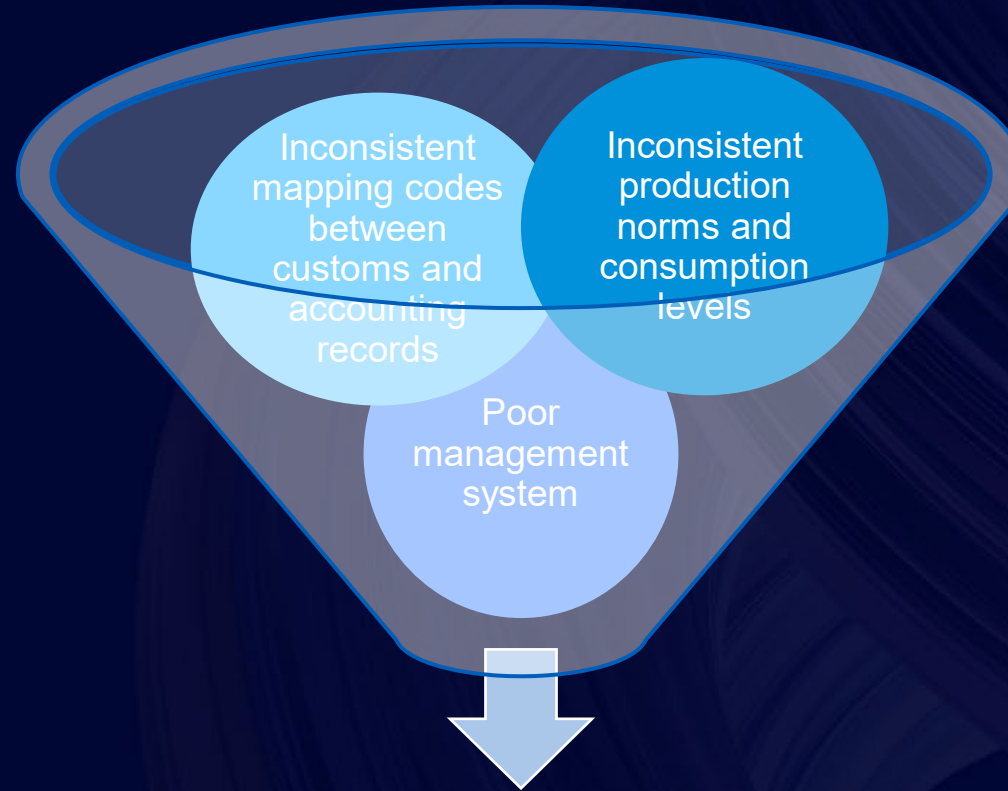 Inconsistent
mapping codes
between
customs and
accounting
records
Inconsistent
production
norms and
consumption
levels
Poor
management
system